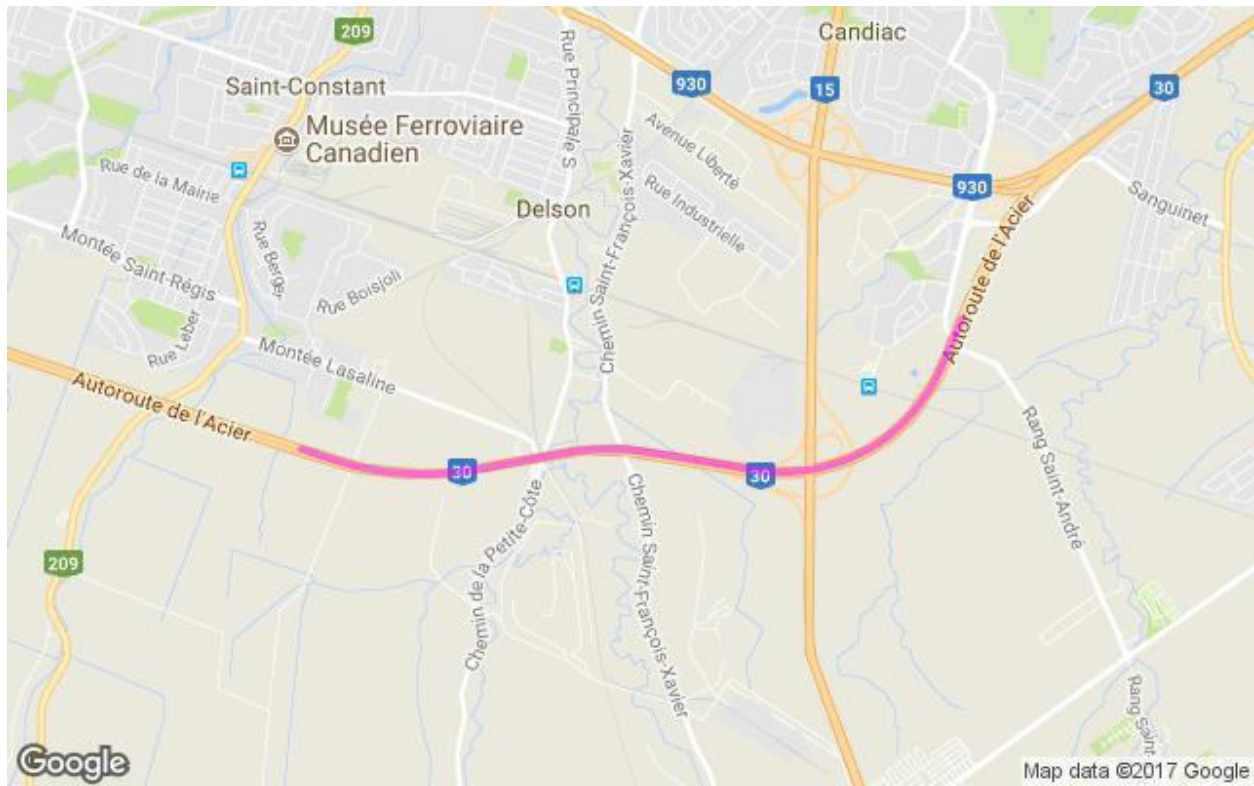 209
Candiac
930
15
30
Saint-Constant
Musée Ferroviaire
Canadien
Rue Principale S
Chemin Saint-François-Xavier
Avenue Liberté
Rue Industrielle
Rue de la Mairie
930
Sanguinet
Delson
Montée Saint-Régis
Rue Berger
Rue Boisjoli
Rue Leber
Montée Lasaline
Autoroute de l'Acier
Autoroute de l'Acier
30
30
Rang Saint-André
Chemin de la Petite-Côte
Chemin Saint-François-Xavier
209
Rang Saint-
Google
Map data ©2017 Google